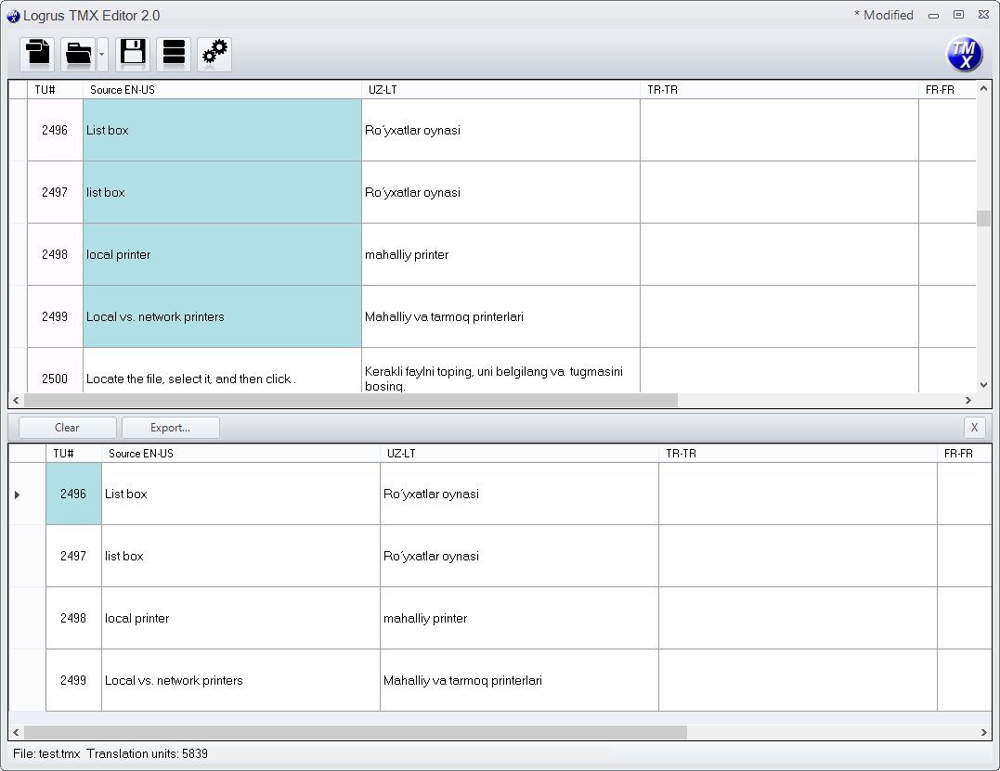 Logrus TMX Editor 2.0
* Modified
TM
X
TU# Source EN-US UZ-LT TR-TR FR-FR
2496 List box Ro´yxatlar oynasi
2497 list box Ro´yxatlar oynasi
2498 local printer mahalliy printer
2499 Local vs. network printers Mahalliy va tarmoq printerlari
2500 Locate the file, select it, and then click . Kerakli faylni toping, uni belgilang va  tugmasini
bosing.
Clear Export... X
TU# Source EN-US UZ-LT TR-TR FR-FR
2496 List box Ro´yxatlar oynasi
2497 list box Ro´yxatlar oynasi
2498 local printer mahalliy printer
2499 Local vs. network printers Mahalliy va tarmoq printerlari
File: test.tmx  Translation units: 5839